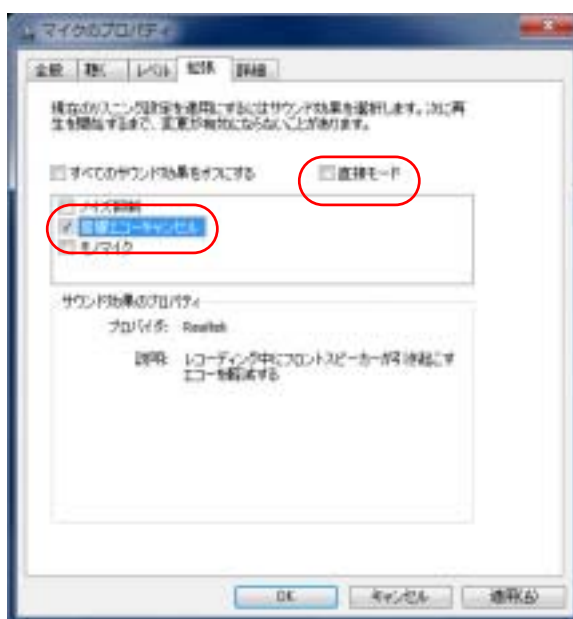 マイクのプロパティ
全般 聴く レベル 拡張 詳細
現在のリスニング設定を適用にするにはサウンド効果を選択します。次に再
生を開始するまで、変更が有効にならないことがあります。
すべてのサウンド効果をオフにする 直接モード
ノイズ抑制
音響エコーキャンセル
モノマイク
サウンド効果のプロパティ
プロバイダ: Realtek
説明: レコーディング中にフロントスピーカーが引き起こす
エコーを軽減する
OK キャンセル 適用(A)